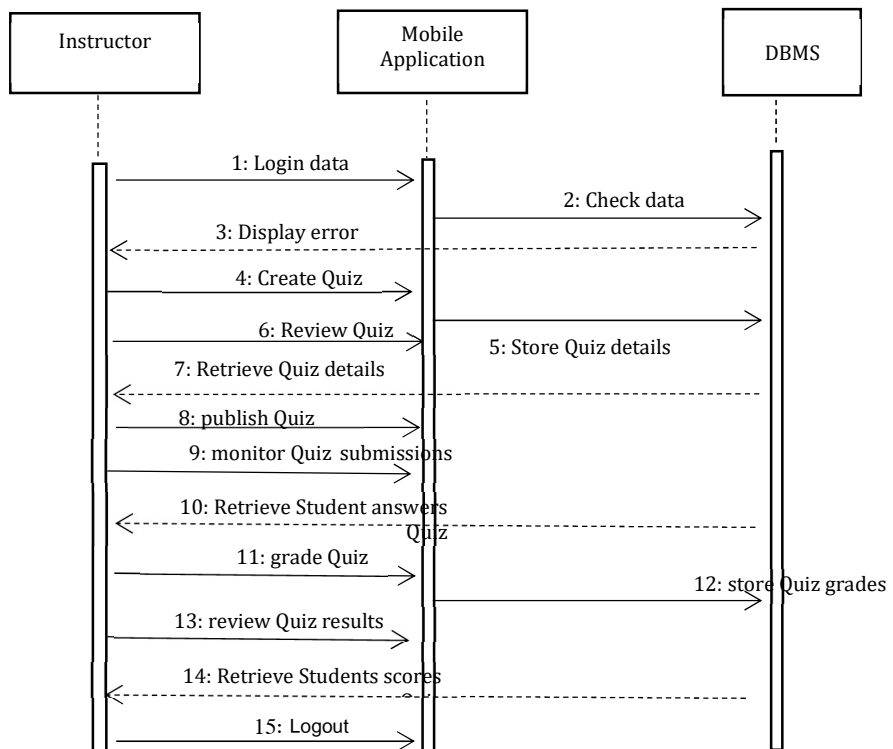 Instructor
Mobile
Application
DBMS
1: Login data
2: Check data
3: Display error
4: Create Quiz
6: Review Quiz
5: Store Quiz details
7: Retrieve Quiz details
8: publish Quiz
9: monitor Quiz submissions
10: Retrieve Student answers
Quiz
11: grade Quiz
12: store Quiz grades
13: review Quiz results
14: Retrieve Students scores
15: Logout